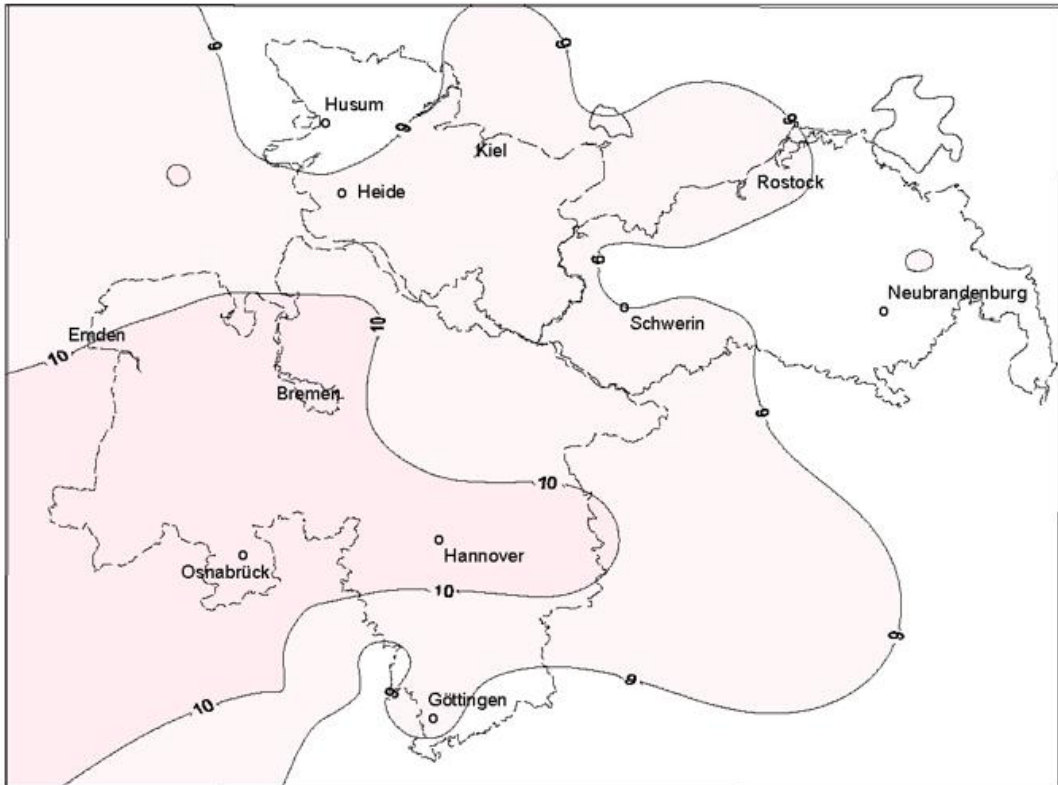 9
9
Husum
9
9
Kiel
Rostock
Heide
9
Neubrandenburg
Schwerin
10
Emden
10
Bremen
9
10
Hannover
Osnabrück
10
9
9
9
Göttingen
10